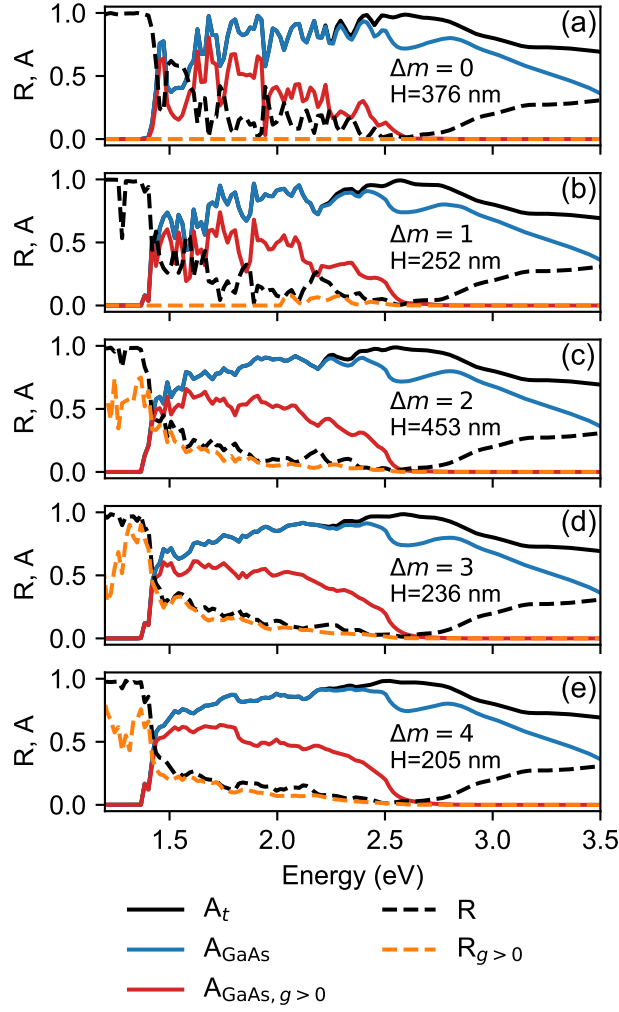 R, A
1.0
0.5
0.0
(a)
Δm = 0
H=376 nm
R, A
1.0
0.5
0.0
(b)
Δm = 1
H=252 nm
R, A
1.0
0.5
0.0
(c)
Δm = 2
H=453 nm
R, A
1.0
0.5
0.0
(d)
Δm = 3
H=236 nm
R, A
1.0
0.5
0.0
(e)
Δm = 4
H=205 nm
1.5 2.0 2.5 3.0 3.5
Energy (eV)
A_t
A_GaAs
A_GaAs, g > 0
R
R_g > 0